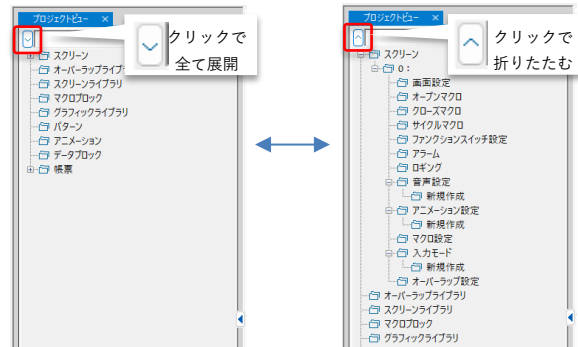 プロジェクトビュー ×
クリックで
全て展開
スクリーン
オーバーラップライブラ
スクリーンライブラリ
マクロブロック
グラフィックライブラリ
パターン
アニメーション
データブロック
帳票
プロジェクトビュー ×
クリックで
折りたたむ
スクリーン
0：
画面設定
オープンマクロ
クローズマクロ
サイクルマクロ
ファンクションスイッチ設定
アラーム
ロギング
音声設定
新規作成
アニメーション設定
新規作成
マクロ設定
入力モード
新規作成
オーバーラップ設定
オーバーラップライブラリ
スクリーンライブラリ
マクロブロック
グラフィックライブラリ